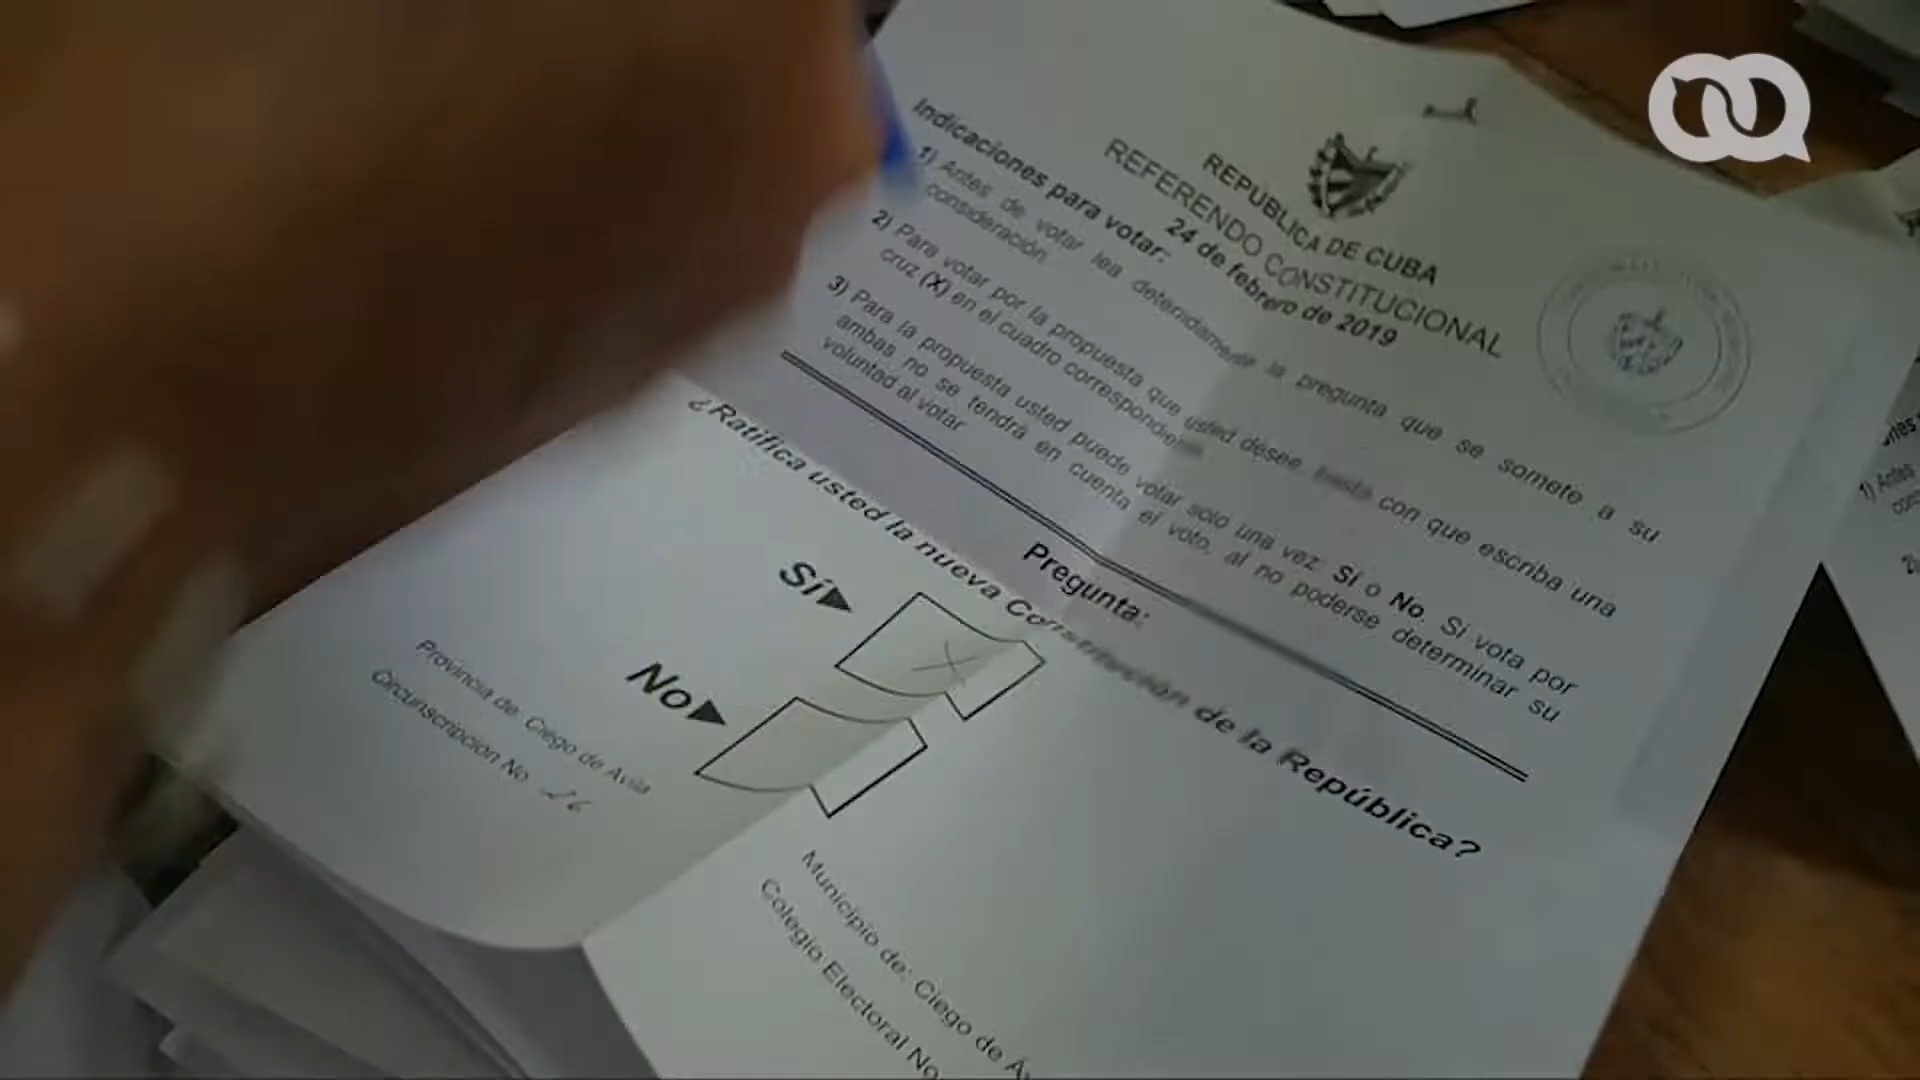 REPÚBLICA DE CUBA
REFERENDO CONSTITUCIONAL
24 de febrero de 2019
Indicaciones para votar:
1) Antes de votar lea detenidamente la pregunta que se somete a su
consideración.
2) Para votar por la propuesta que usted desee, basta con que escriba una
cruz (X) en el cuadro correspondiente.
3) Para la propuesta usted puede votar solo una vez Sí o No. Si vota por
ambas no se tendrá en cuenta el voto, al no poderse determinar su
voluntad al votar
Pregunta:
¿Ratifica usted la nueva Constitución de la República?
Sí
X
No
Provincia de: Ciego de Avila
Municipio de: Ciego de
Circunscripción No. 26
Colegio Electoral No
1) Antes
2)